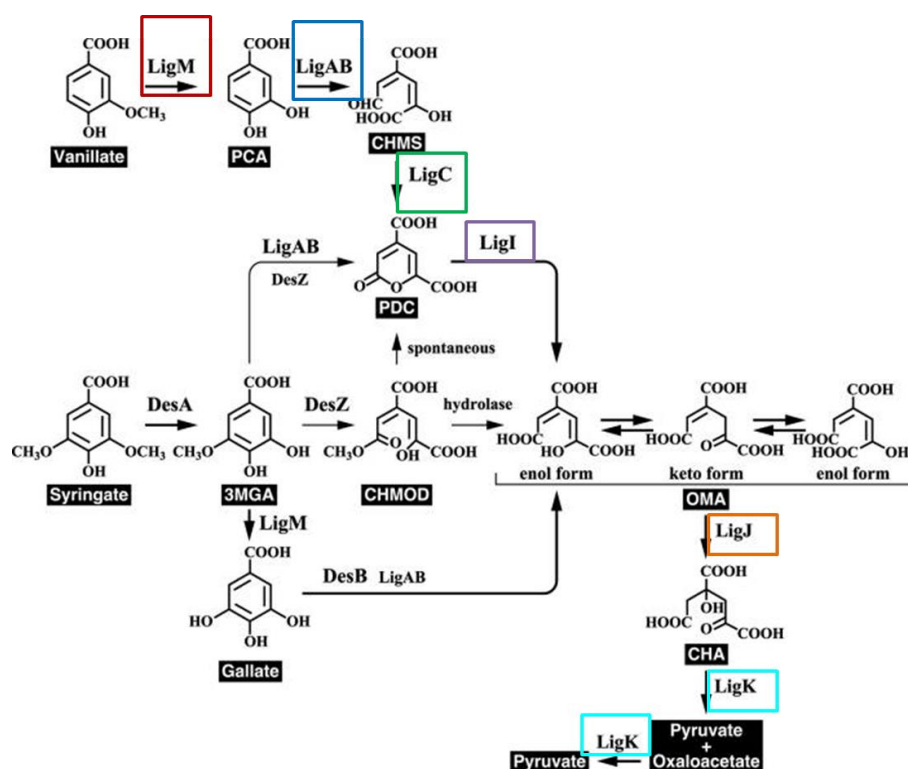 COOH
LigM
OCH3
OH
Vanillate
COOH
LigAB
OH
OH
PCA
COOH
OHC
HOOC
OH
CHMS
LigC
COOH
O
O
COOH
PDC
LigI
LigAB
DesZ
spontaneous
COOH
CH3O
OCH3
OH
Syringate
DesA
COOH
CH3O
OH
OH
3MGA
DesZ
COOH
O
OCH3
OH
COOH
CHMOD
hydrolase
COOH
HOOC
HO
COOH
enol form
COOH
HOOC
O
COOH
keto form
COOH
HOOC
HOOC
OH
enol form
OMA
LigM
COOH
HO
OH
OH
Gallate
DesB LigAB
LigJ
COOH
OH
HOOC
O
COOH
CHA
LigK
Pyruvate
+
Oxaloacetate
LigK
Pyruvate